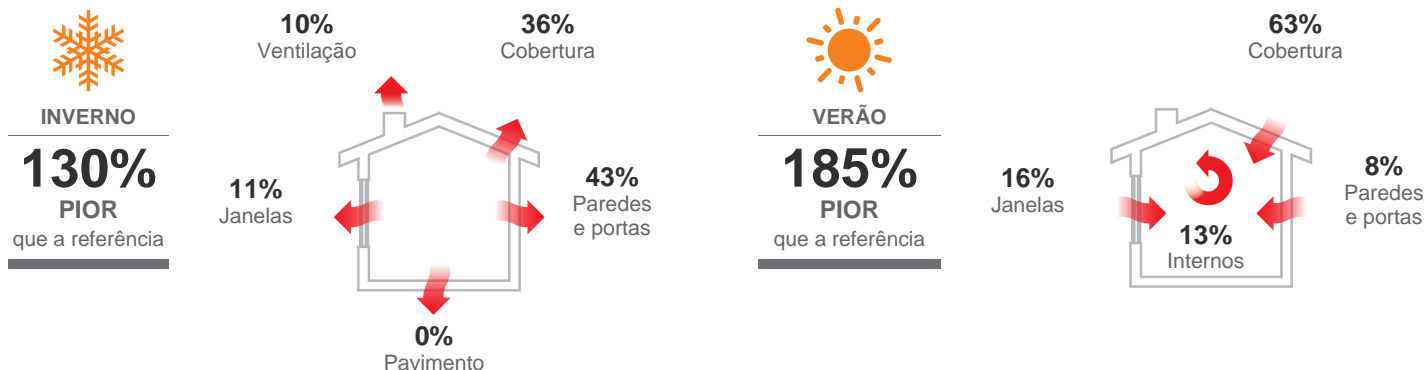 INVERNO
130%
PIOR
que a referência
10%
Ventilação
36%
Cobertura
11%
Janelas
43%
Paredes
e portas
0%
Pavimento
VERÃO
185%
PIOR
que a referência
63%
Cobertura
16%
Janelas
8%
Paredes
e portas
13%
Internos